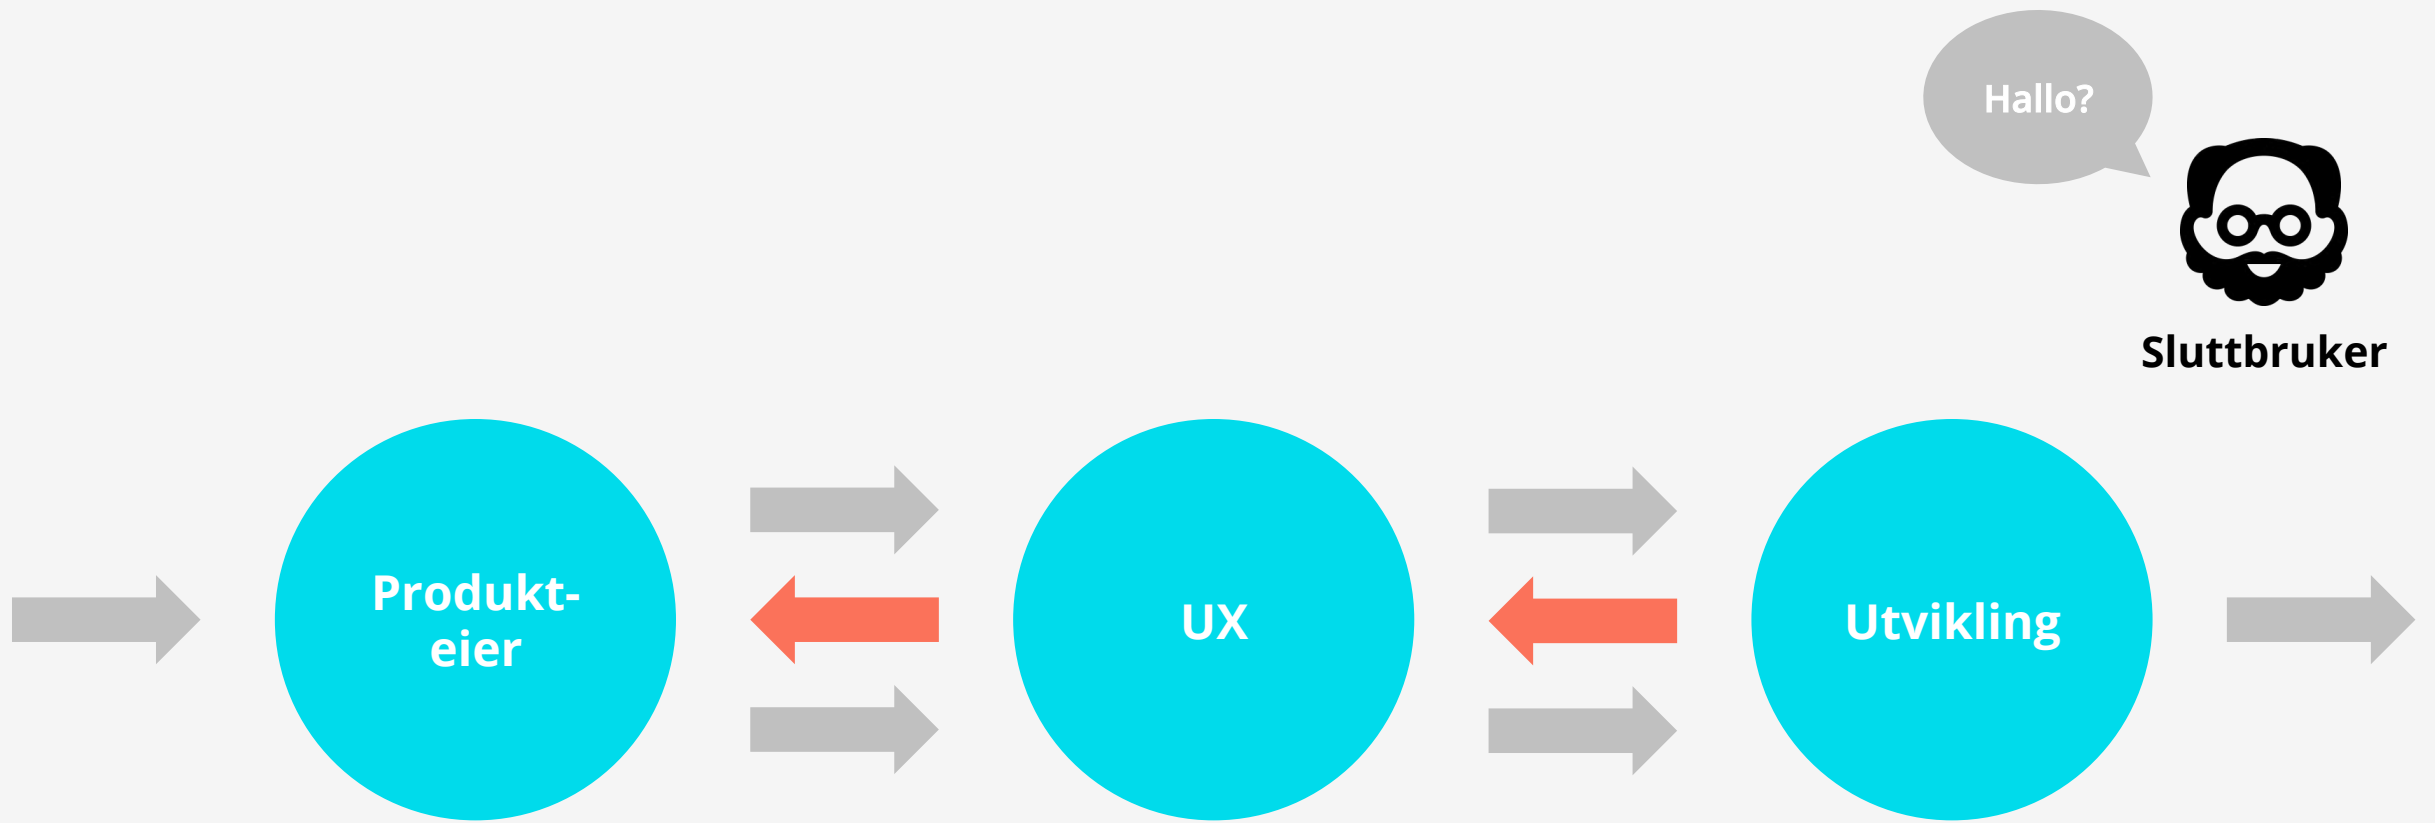 Hallo?
Sluttbruker
Produkt-
eier
UX
Utvikling